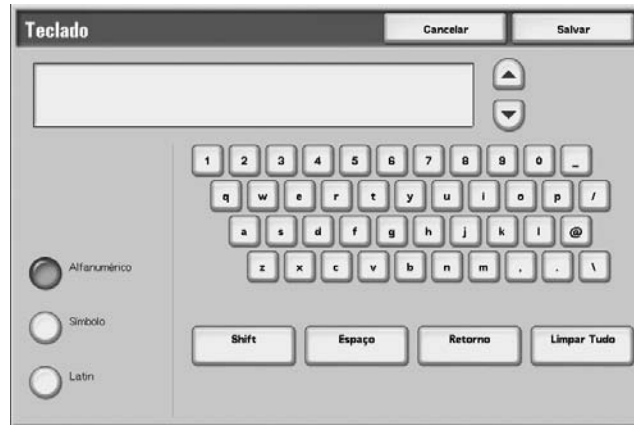 Teclado Cancelar Salvar
1 2 3 4 5 6 7 8 9 0 _
q w e r t y u i o p /
a s d f g h j k l @
Alfanumérico z x c v b n m , . \
Símbolo
Shift Espaço Retorno Limpar Tudo
Latin